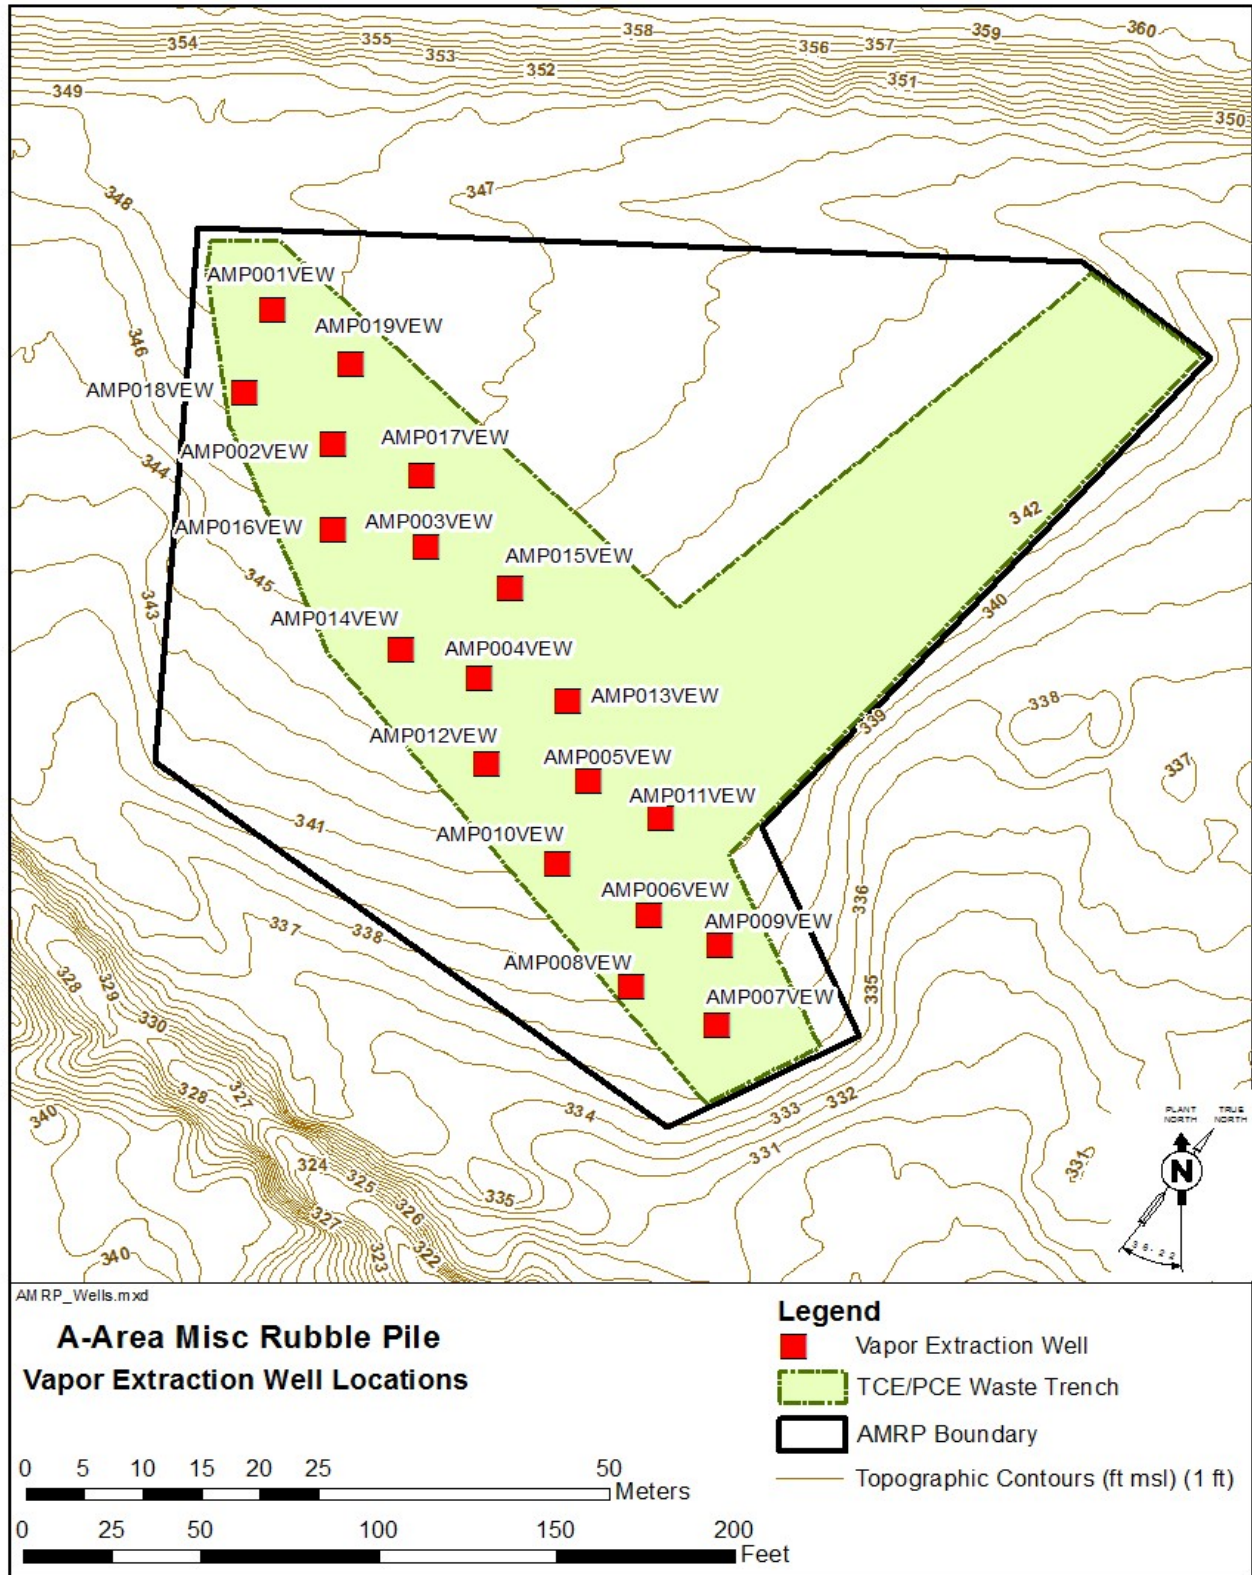 360
359
358
355
354
357
356
353
352
351
349
350
348
347
AMP001VEW
AMP019VEW
346
AMP018VEW
AMP017VEW
AMP002VEW
344
342
AMP003VEW
AMP016VEW
AMP015VEW
345
343
340
AMP014VEW
AMP004VEW
AMP013VEW
338
339
AMP012VEW
AMP005VEW
337
AMP011VEW
341
AMP010VEW
AMP006VEW
336
AMP009VEW
337
338
AMP008VEW
328
329
335
AMP007VEW
330
328
327
332
333
334
340
331
331
324
325
335
326
327
322
323
340
PLANT NORTH
TRUE NORTH
N
36.22
AMRP_Wells.mxd
A-Area Misc Rubble Pile
Vapor Extraction Well Locations
0 5 10 15 20 25 50
Meters
0 25 50 100 150 200
Feet
Legend
Vapor Extraction Well
TCE/PCE Waste Trench
AMRP Boundary
Topographic Contours (ft msl) (1 ft)